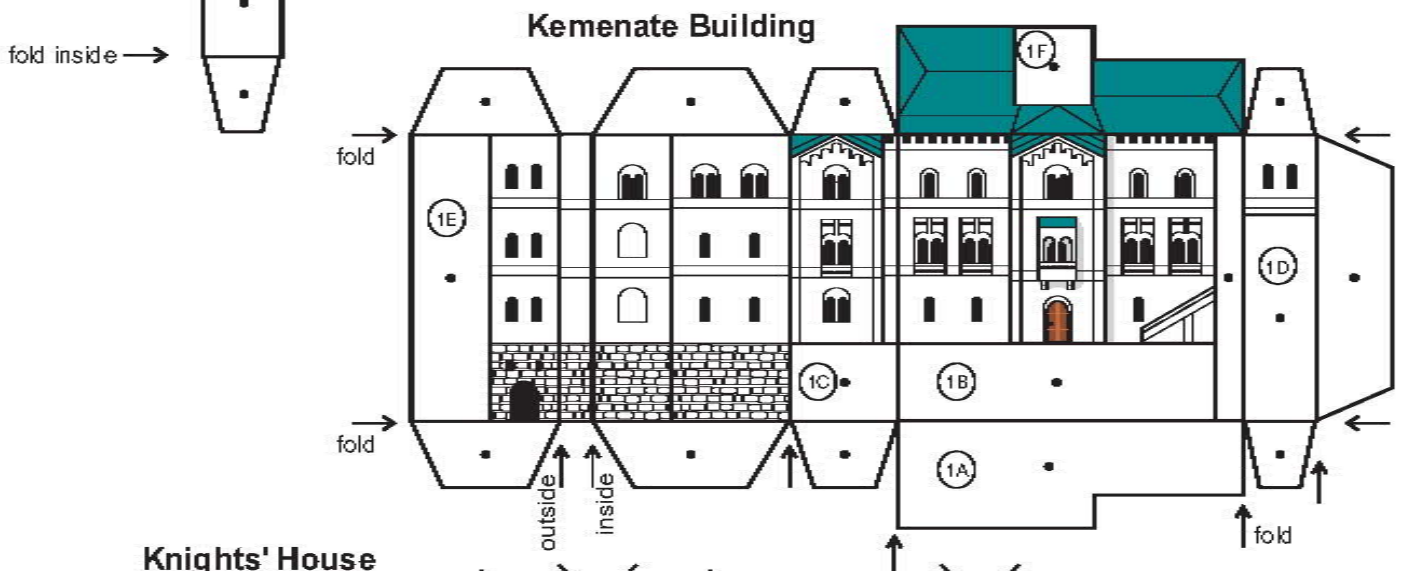 Kemenate Building
fold inside
1F
fold
1E
1D
1C
1B
fold
1A
outside
inside
fold
Knights' House